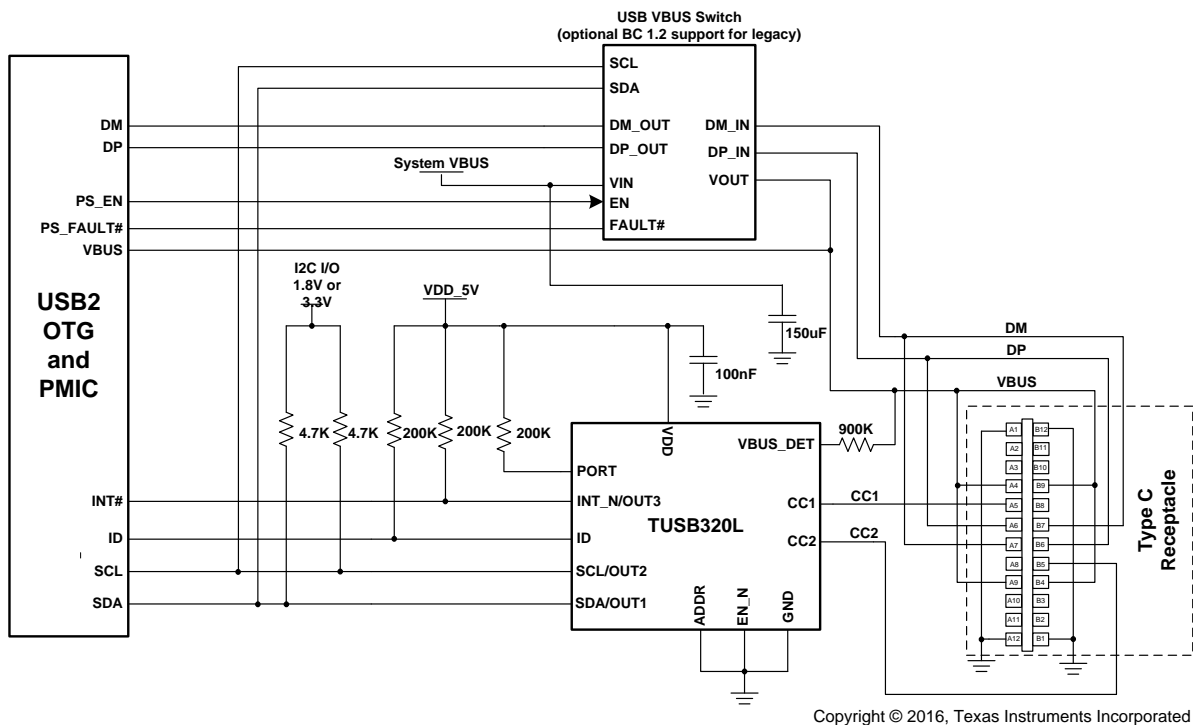 USB VBUS Switch
(optional BC 1.2 support for legacy)
SCL
SDA
DM
DP
PS_EN
PS_FAULT#
VBUS
DM_OUT
DP_OUT
VIN
EN
FAULT#
DM_IN
DP_IN
VOUT
System VBUS
USB2
OTG
and
PMIC
I2C I/O
1.8V or
3.3V
VDD_5V
150uF
100nF
4.7K
4.7K
200K
200K
200K
900K
DM
DP
VBUS
INT#
ID
SCL
SDA
VDD
VBUS_DET
PORT
INT_N/OUT3
CC1
TUSB320L
ID
CC2
SCL/OUT2
SDA/OUT1
ADDR
EN_N
GND
CC1
CC2
A1
B12
A2
B11
A3
B10
A4
B9
A5
B8
A6
B7
A7
B6
A8
B5
A9
B4
A10
B3
A11
B2
A12
B1
Type C
Receptacle
Copyright © 2016, Texas Instruments Incorporated